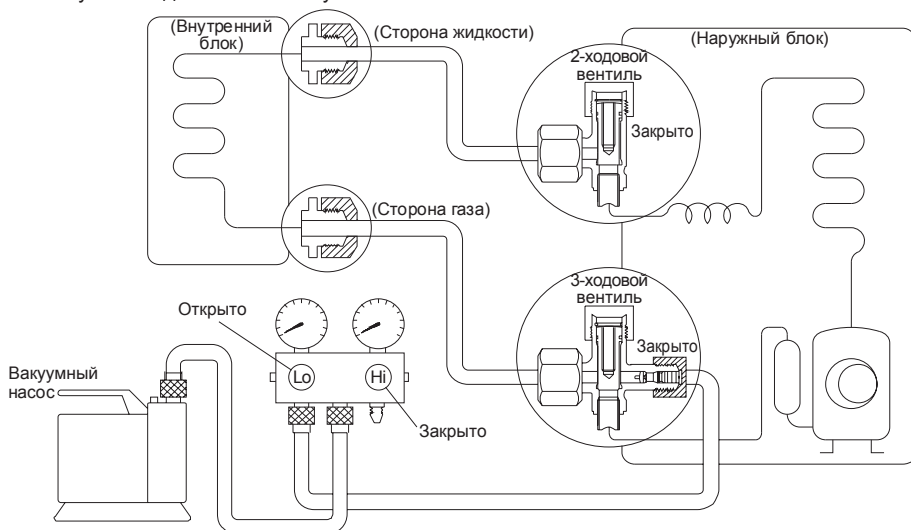 (Внутренний
блок)
(Сторона жидкости)
(Наружный блок)
2-ходовой
вентиль
Закрыто
(Сторона газа)
3-ходовой
вентиль
Закрыто
Открыто
Lo
Hi
Вакуумный
насос
Закрыто